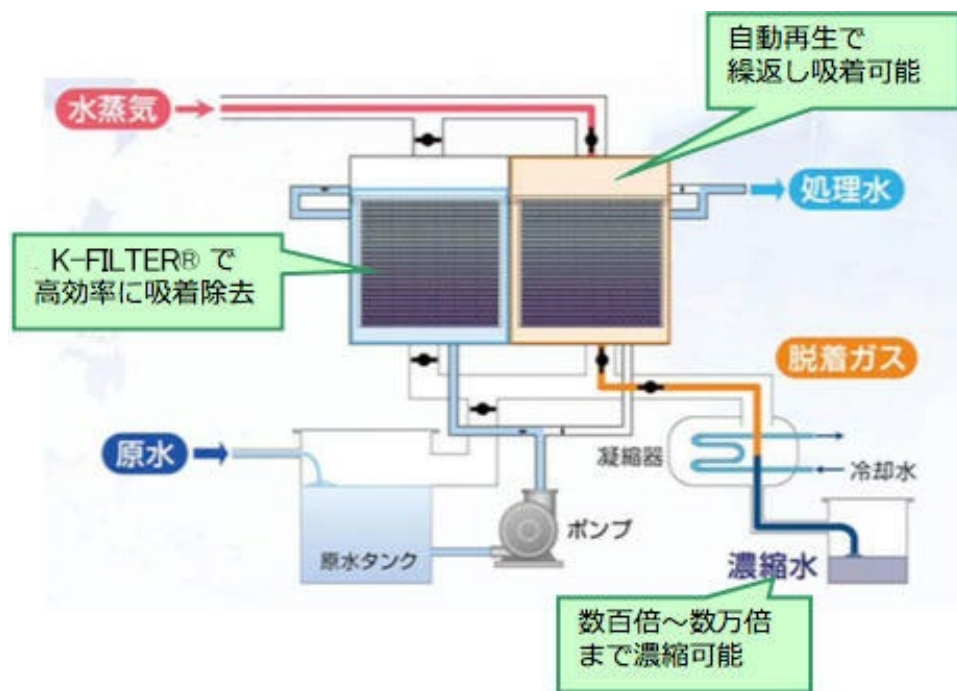 自動再生で
繰返し吸着可能
水蒸気
処理水
K-FILTER® で
高効率に吸着除去
脱着ガス
原水
凝縮器
冷却水
ポンプ
原水タンク
濃縮水
数百倍～数万倍
まで濃縮可能